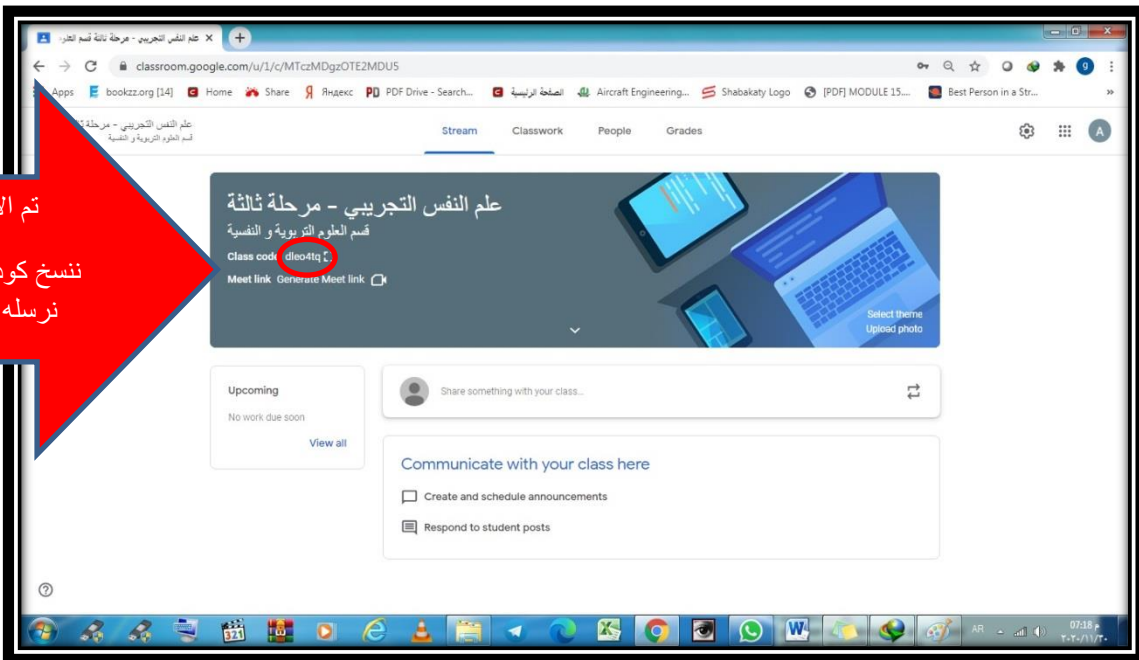 علم النفس التجريبي - مرحلة ثالثة قسم
classroom.google.com/u/1/c/MTczMDgzOTE2MDU5
9
Apps bookzz.org [14] Home Share Яндекс PDF Drive - Search... الصفحة الرئيسية Aircraft Engineering... Shabakaty Logo [PDF] MODULE 15.... Best Person in a Str... »
علم النفس التجريبي - مرحلة
قسم العلوم التربوية و النفسية
Stream Classwork People Grades
A
تم
ننسخ
نرسله
علم النفس التجريبي - مرحلة ثالثة
قسم العلوم التربوية و النفسية
Class code dleo4tq
Meet link Generate Meet link
Select theme
Upload photo
Upcoming
No work due soon
View all
Share something with your class...
Communicate with your class here
Create and schedule announcements
Respond to student posts
321
AR
07:18 م
٢٠٢٠/١١/٢٠